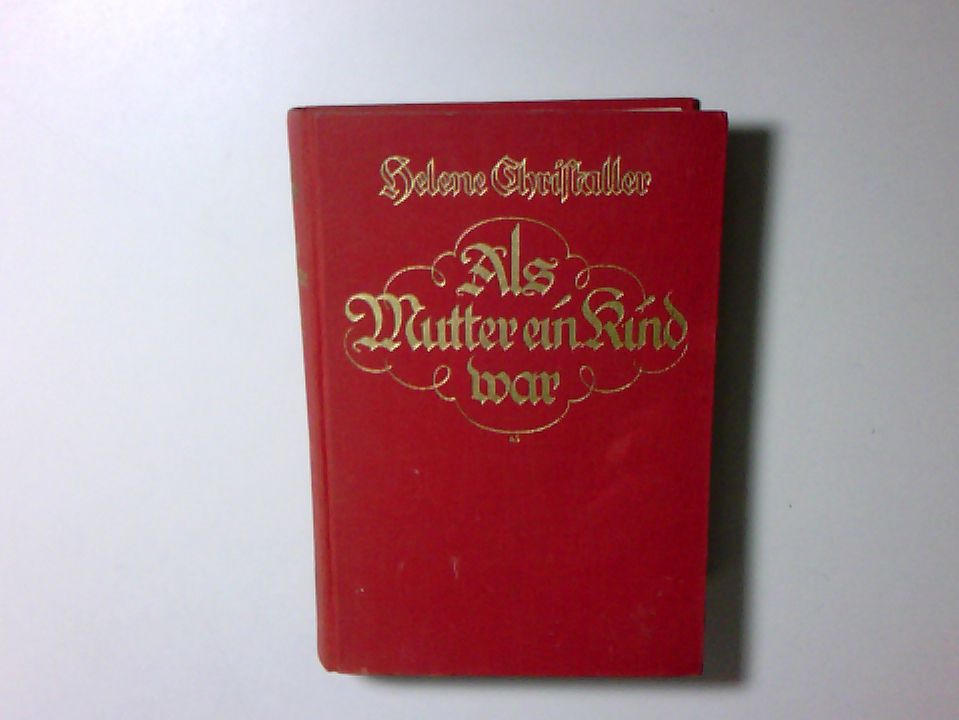 Helene Christaller
Als
Mutter ein Kind
war